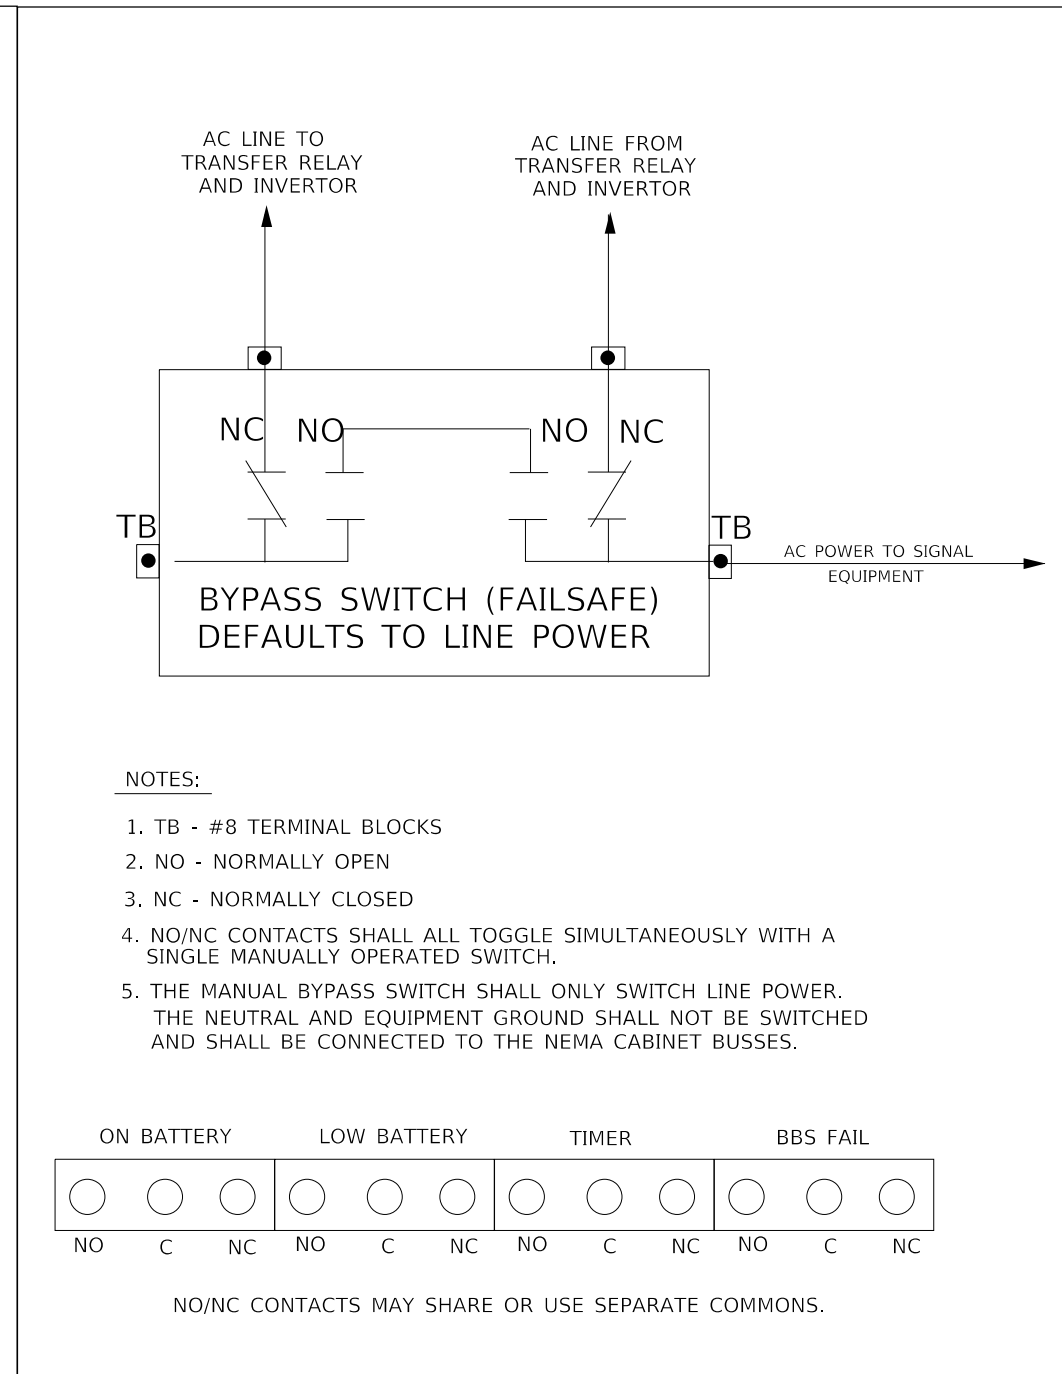 AC LINE TO
TRANSFER RELAY
AND INVERTOR
AC LINE FROM
TRANSFER RELAY
AND INVERTOR
NC NO NO NC
TB TB
AC POWER TO SIGNAL
EQUIPMENT
BYPASS SWITCH (FAILSAFE)
DEFAULTS TO LINE POWER
NOTES:
1. TB - #8 TERMINAL BLOCKS
2. NO - NORMALLY OPEN
3. NC - NORMALLY CLOSED
4. NO/NC CONTACTS SHALL ALL TOGGLE SIMULTANEOUSLY WITH A
SINGLE MANUALLY OPERATED SWITCH.
5. THE MANUAL BYPASS SWITCH SHALL ONLY SWITCH LINE POWER.
THE NEUTRAL AND EQUIPMENT GROUND SHALL NOT BE SWITCHED
AND SHALL BE CONNECTED TO THE NEMA CABINET BUSSES.
ON BATTERY LOW BATTERY TIMER BBS FAIL
NO C NC NO C NC NO C NC NO C NC
NO/NC CONTACTS MAY SHARE OR USE SEPARATE COMMONS.